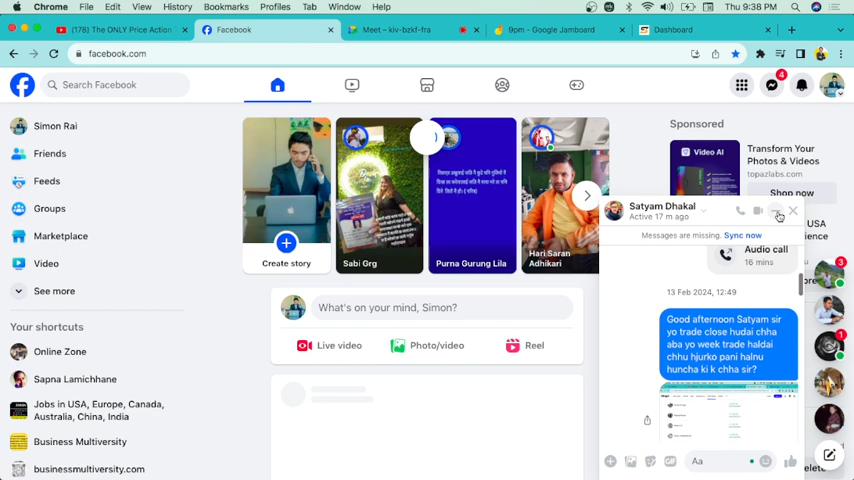 Chrome File Edit View History Bookmarks Profiles Tab Window Help Thu 9:38 PM
(178) The ONLY Price Action
Facebook
Meet – kiv-bzkf-fra
9pm - Google Jamboard
Dashboard
facebook.com
Search Facebook
4
Simon Rai
Friends
Feeds
Groups
Marketplace
Video
See more
Your shortcuts
Online Zone
Sapna Lamichhane
Jobs in USA, Europe, Canada,
Australia, China, Iran
Business Multiversity
businessmultiversity.com
Create story
Sabi Grg
Purna Gurung Lila
Hari Saran
Adhikari
What's on your mind, Simon?
Live video
Photo/video
Reel
Sponsored
Video AI
Transform Your
Photos & Videos
topazlabs.com
Shop now
Satyam Dhakal
Active 17 m ago
Messages are missing. Sync now
Audio call
16 mins
13 Feb 2024, 12:49
Good afternoon Satyam sir
yo trade close hudai chha
aba yo week trade haldai
chhu hjurko pani halnu
huncha ki k chha sir?
Aa
3
1